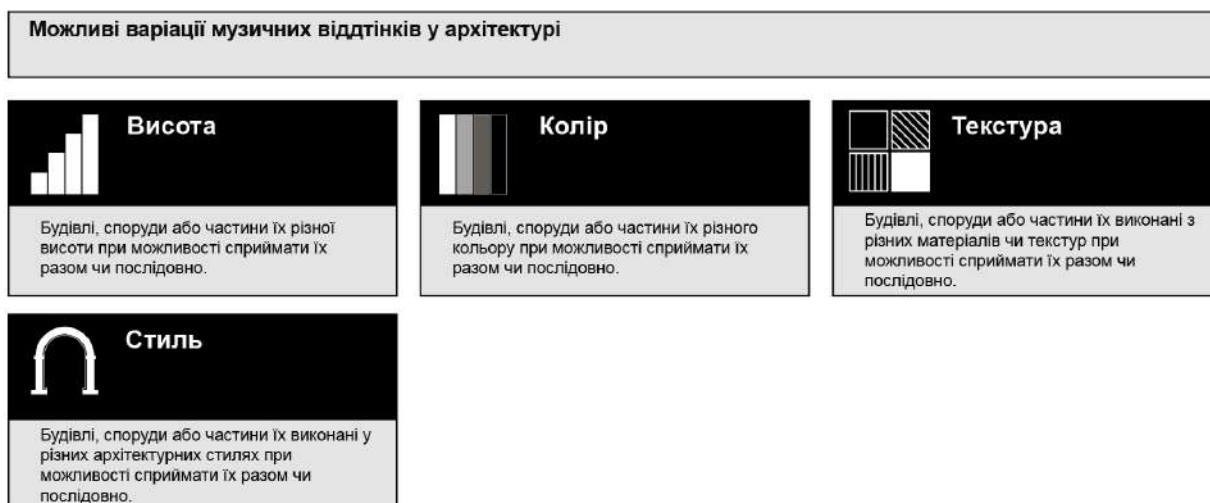 Можливі варіації музичних віддтінків у архітектурі
Висота
Будівлі, споруди або частини їх різної
висоти при можливості сприймати їх
разом чи послідовно.
Колір
Будівлі, споруди або частини їх різного
кольору при можливості сприймати їх
разом чи послідовно.
Текстура
Будівлі, споруди або частини їх виконані з
різних матеріалів чи текстур при
можливості сприймати їх разом чи
послідовно.
Стиль
Будівлі, споруди або частини їх виконані у
різних архітектурних стилях при
можливості сприймати їх разом чи
послідовно.